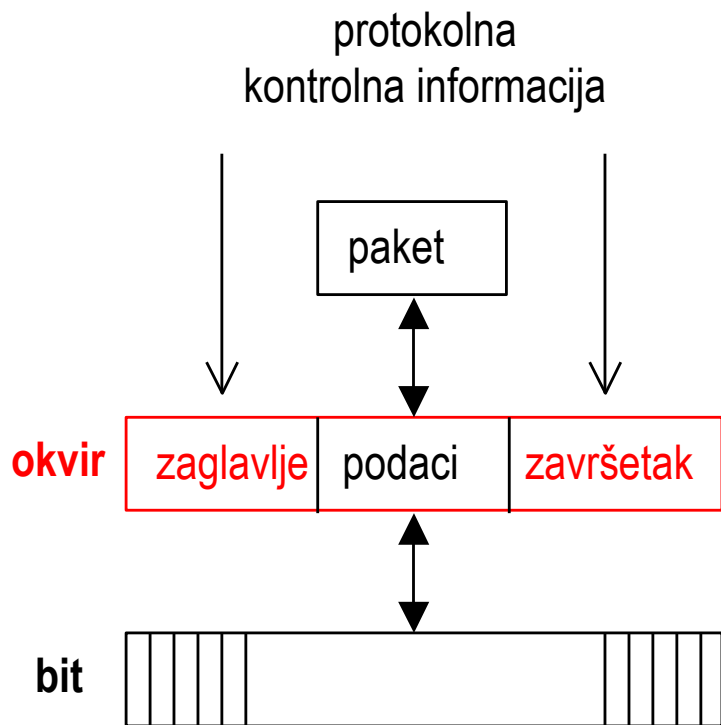 protokolna
kontrolna informacija
paket
okvir zaglavlje podaci završetak
bit